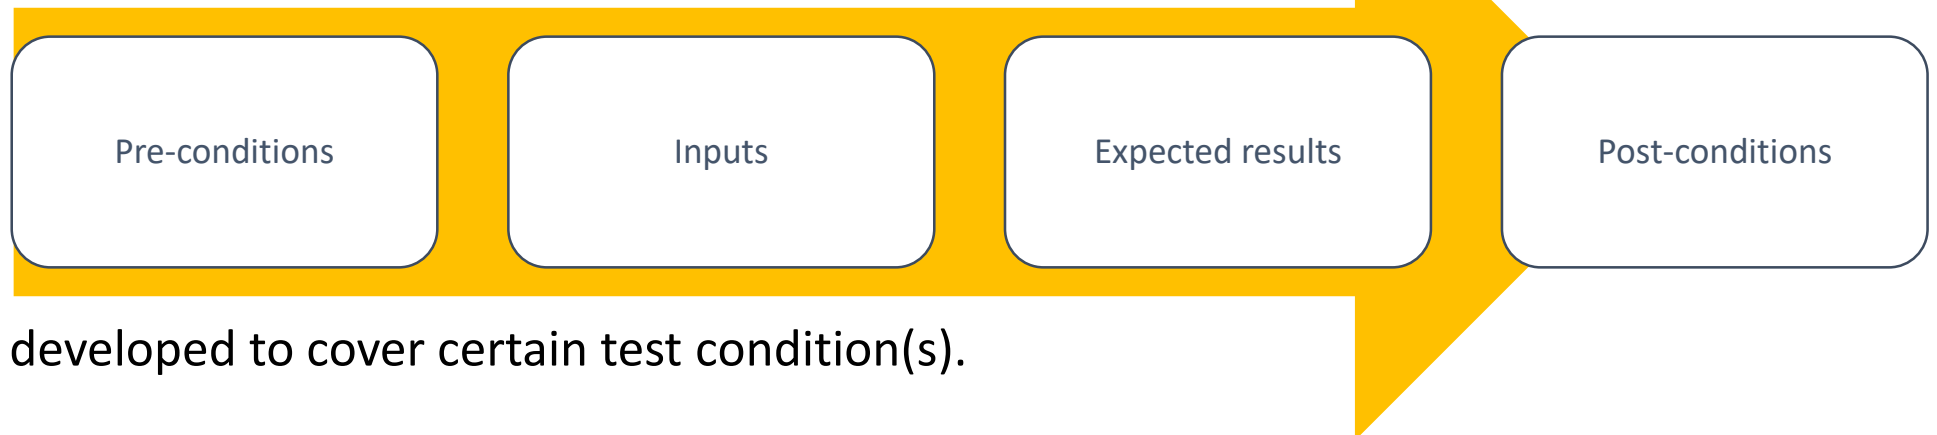 Pre-conditions
Inputs
Expected results
Post-conditions
developed to cover certain test condition(s).